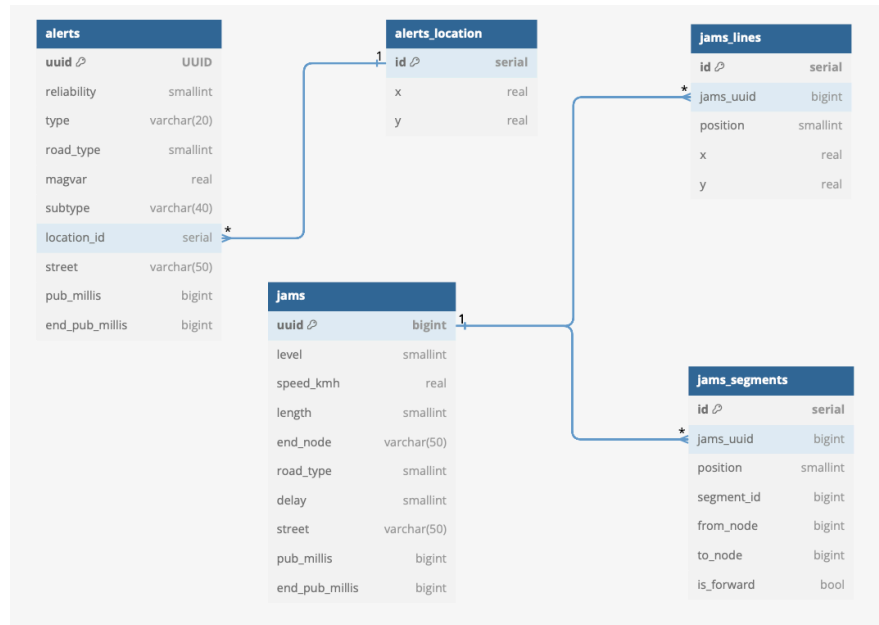 alerts
uuid UUID
reliability smallint
type varchar(20)
road_type smallint
magvar real
subtype varchar(40)
location_id serial
street varchar(50)
pub_millis bigint
end_pub_millis bigint
*
1
alerts_location
id serial
x real
y real
jams_lines
id serial
jams_uuid bigint
position smallint
x real
y real
*
jams
uuid bigint
level smallint
speed_kmh real
length smallint
end_node varchar(50)
road_type smallint
delay smallint
street varchar(50)
pub_millis bigint
end_pub_millis bigint
1
*
jams_segments
id serial
jams_uuid bigint
position smallint
segment_id bigint
from_node bigint
to_node bigint
is_forward bool